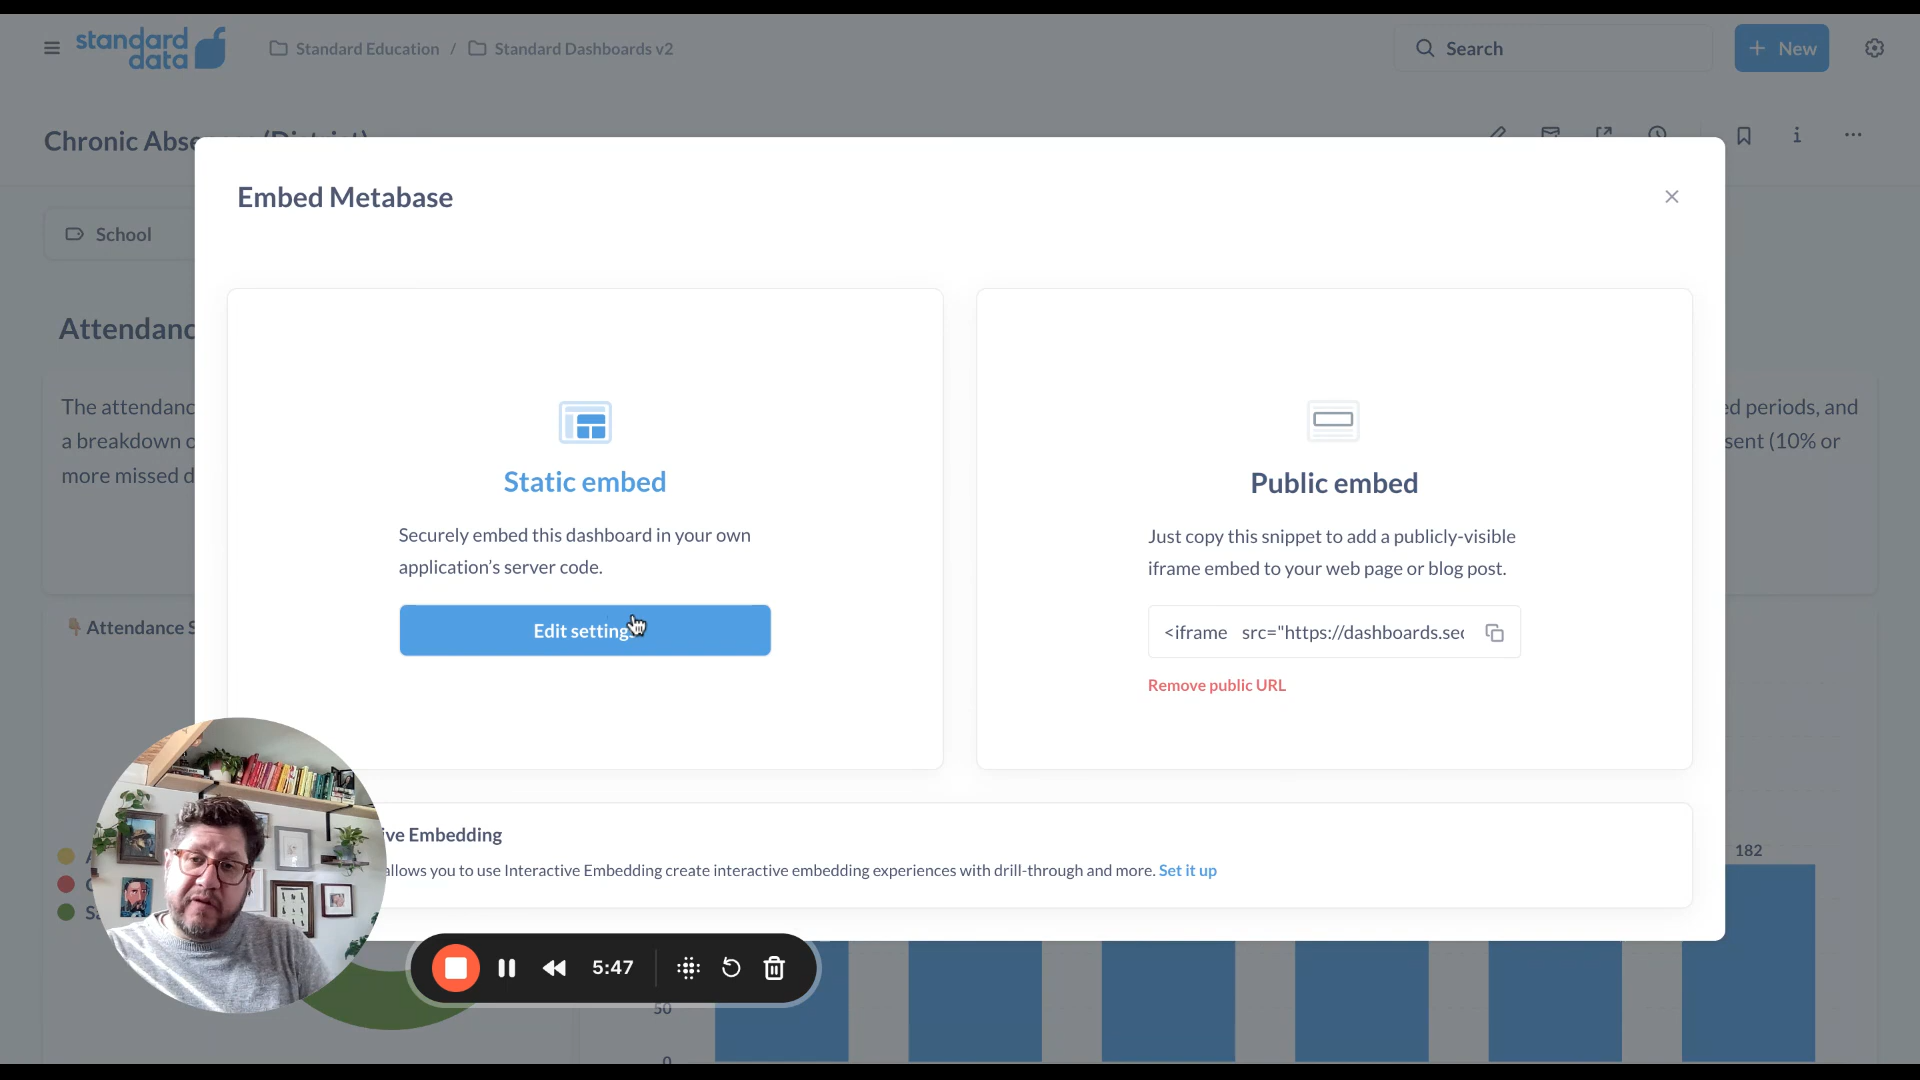 standard
data
Standard Education / Standard Dashboards v2
Search
+ New
Chronic Abse
Embed Metabase
School
Attendanc
The attendanc
a breakdown o
more missed d
ed periods, and
sent (10% or
Static embed
Securely embed this dashboard in your own
application's server code.
Edit setting
Public embed
Just copy this snippet to add a publicly-visible
iframe embed to your web page or blog post.
<iframe src="https://dashboards.sec
Remove public URL
Attendance S
ive Embedding
allows you to use Interactive Embedding create interactive embedding experiences with drill-through and more. Set it up
182
5:47
50
0